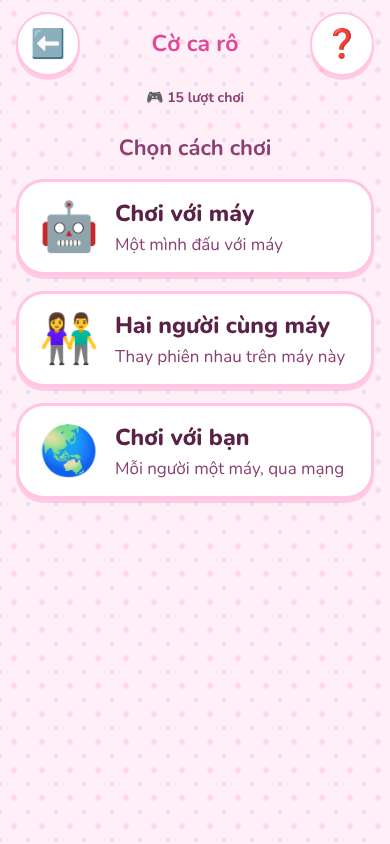 Cờ ca rô
15 lượt chơi
Chọn cách chơi
Chơi với máy
Một mình đấu với máy
Hai người cùng máy
Thay phiên nhau trên máy này
Chơi với bạn
Mỗi người một máy, qua mạng